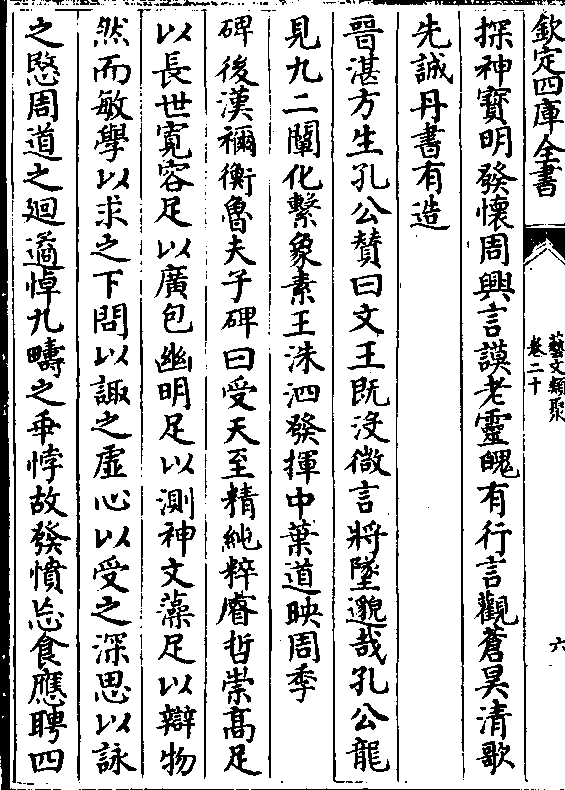 欽定四庫全書
藝文類聚
卷二十
六
探神寳明發懷周興言謨老靈魄有行言觀蒼昊清歌
先誠丹書有造
晉湛方生孔公賛曰文王既没微言將墜邈哉孔公龍
見九二闡化繫象素王洙泗發揮中葉道映周季
碑後漢禰衡魯夫子碑曰受天至精純粹睿哲崇髙足
以長世寛容足以廣包幽明足以測神文藻足以辯物
然而敏學以求之下問以諏之虛心以受之深思以詠
之愍周道之廻遹悼九疇之乖悖故發憤忘食應聘四